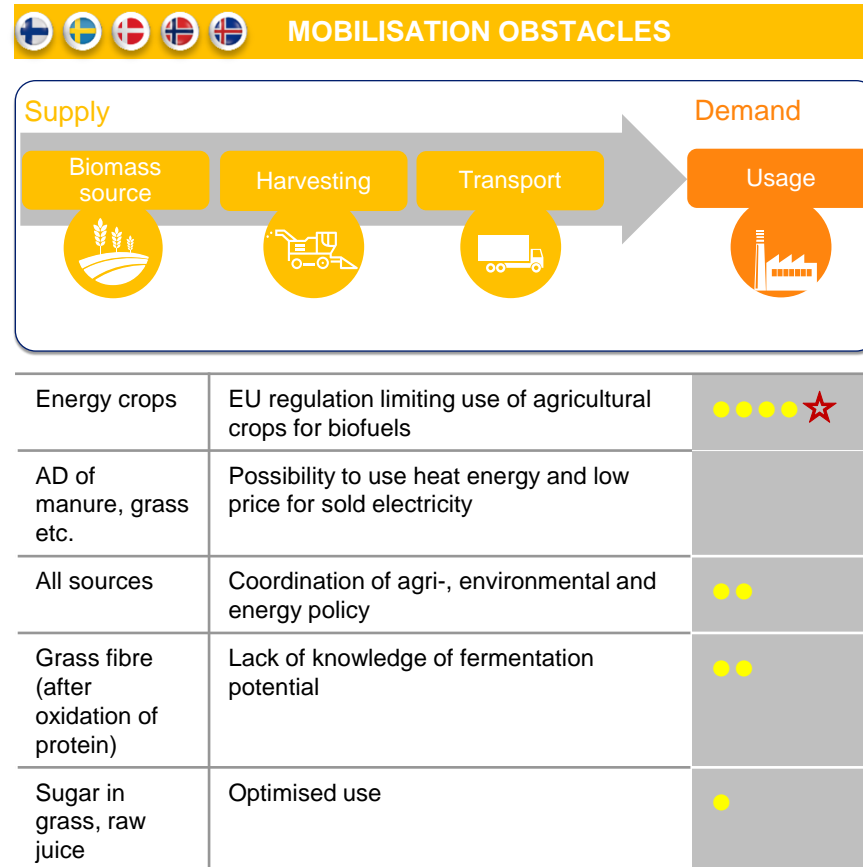 MOBILISATION OBSTACLES
Supply
Demand
Biomass
source
Harvesting
Transport
Usage
Energy crops
EU regulation limiting use of agricultural
crops for biofuels
AD of
manure, grass
etc.
Possibility to use heat energy and low
price for sold electricity
All sources
Coordination of agri-, environmental and
energy policy
Grass fibre
(after
oxidation of
protein)
Lack of knowledge of fermentation
potential
Sugar in
grass, raw
juice
Optimised use